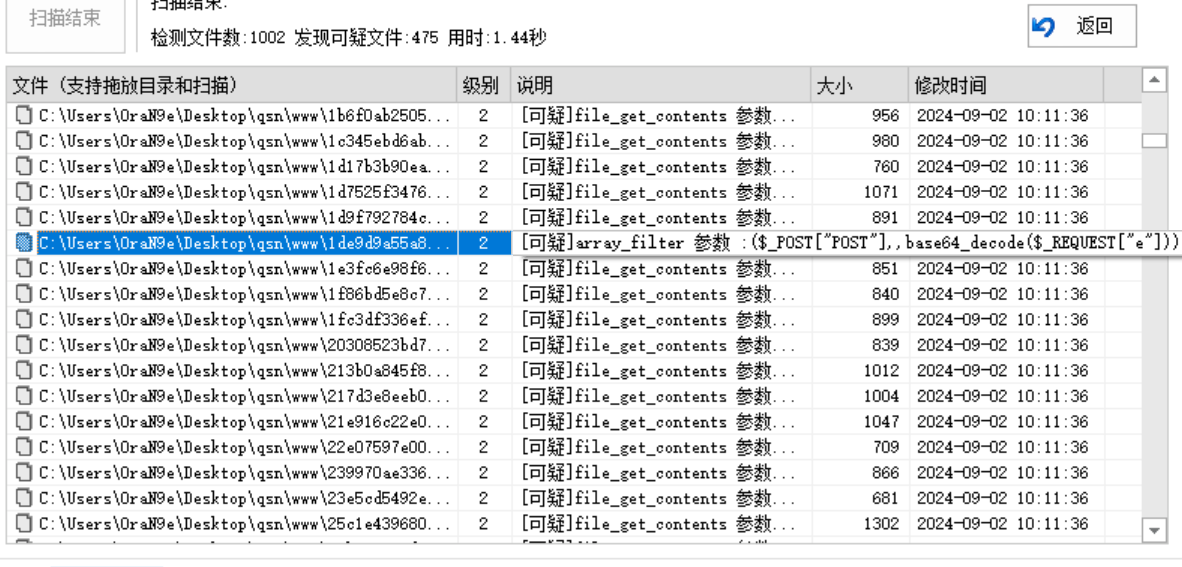 扫描结束
扫描结束.
检测文件数:1002 发现可疑文件:475 用时:1.44秒
返回
文件 (支持拖放目录和扫描) 级别 说明 大小 修改时间
C:\Users\OraN9e\Desktop\qsn\www\1b6f0ab2505... 2 [可疑]file_get_contents 参数... 956 2024-09-02 10:11:36
C:\Users\OraN9e\Desktop\qsn\www\1c345ebd6ab... 2 [可疑]file_get_contents 参数... 980 2024-09-02 10:11:36
C:\Users\OraN9e\Desktop\qsn\www\1d17b3b90ea... 2 [可疑]file_get_contents 参数... 760 2024-09-02 10:11:36
C:\Users\OraN9e\Desktop\qsn\www\1d7525f3476... 2 [可疑]file_get_contents 参数... 1071 2024-09-02 10:11:36
C:\Users\OraN9e\Desktop\qsn\www\1d9f792784c... 2 [可疑]file_get_contents 参数... 891 2024-09-02 10:11:36
C:\Users\OraN9e\Desktop\qsn\www\1de9d9a55a8... 2 [可疑]array_filter 参数 :($_POST["POST"],,base64_decode($_REQUEST["e"]))
C:\Users\OraN9e\Desktop\qsn\www\1e3fc6e98f6... 2 [可疑]file_get_contents 参数... 851 2024-09-02 10:11:36
C:\Users\OraN9e\Desktop\qsn\www\1f86bd5e8c7... 2 [可疑]file_get_contents 参数... 840 2024-09-02 10:11:36
C:\Users\OraN9e\Desktop\qsn\www\1fc3df336ef... 2 [可疑]file_get_contents 参数... 899 2024-09-02 10:11:36
C:\Users\OraN9e\Desktop\qsn\www\20308523bd7... 2 [可疑]file_get_contents 参数... 839 2024-09-02 10:11:36
C:\Users\OraN9e\Desktop\qsn\www\213b0a845f8... 2 [可疑]file_get_contents 参数... 1012 2024-09-02 10:11:36
C:\Users\OraN9e\Desktop\qsn\www\217d3e8eeb0... 2 [可疑]file_get_contents 参数... 1004 2024-09-02 10:11:36
C:\Users\OraN9e\Desktop\qsn\www\21e916c22e0... 2 [可疑]file_get_contents 参数... 1047 2024-09-02 10:11:36
C:\Users\OraN9e\Desktop\qsn\www\22e07597e00... 2 [可疑]file_get_contents 参数... 709 2024-09-02 10:11:36
C:\Users\OraN9e\Desktop\qsn\www\239970ae336... 2 [可疑]file_get_contents 参数... 866 2024-09-02 10:11:36
C:\Users\OraN9e\Desktop\qsn\www\23e5cd5492e... 2 [可疑]file_get_contents 参数... 681 2024-09-02 10:11:36
C:\Users\OraN9e\Desktop\qsn\www\25c1e439680... 2 [可疑]file_get_contents 参数... 1302 2024-09-02 10:11:36